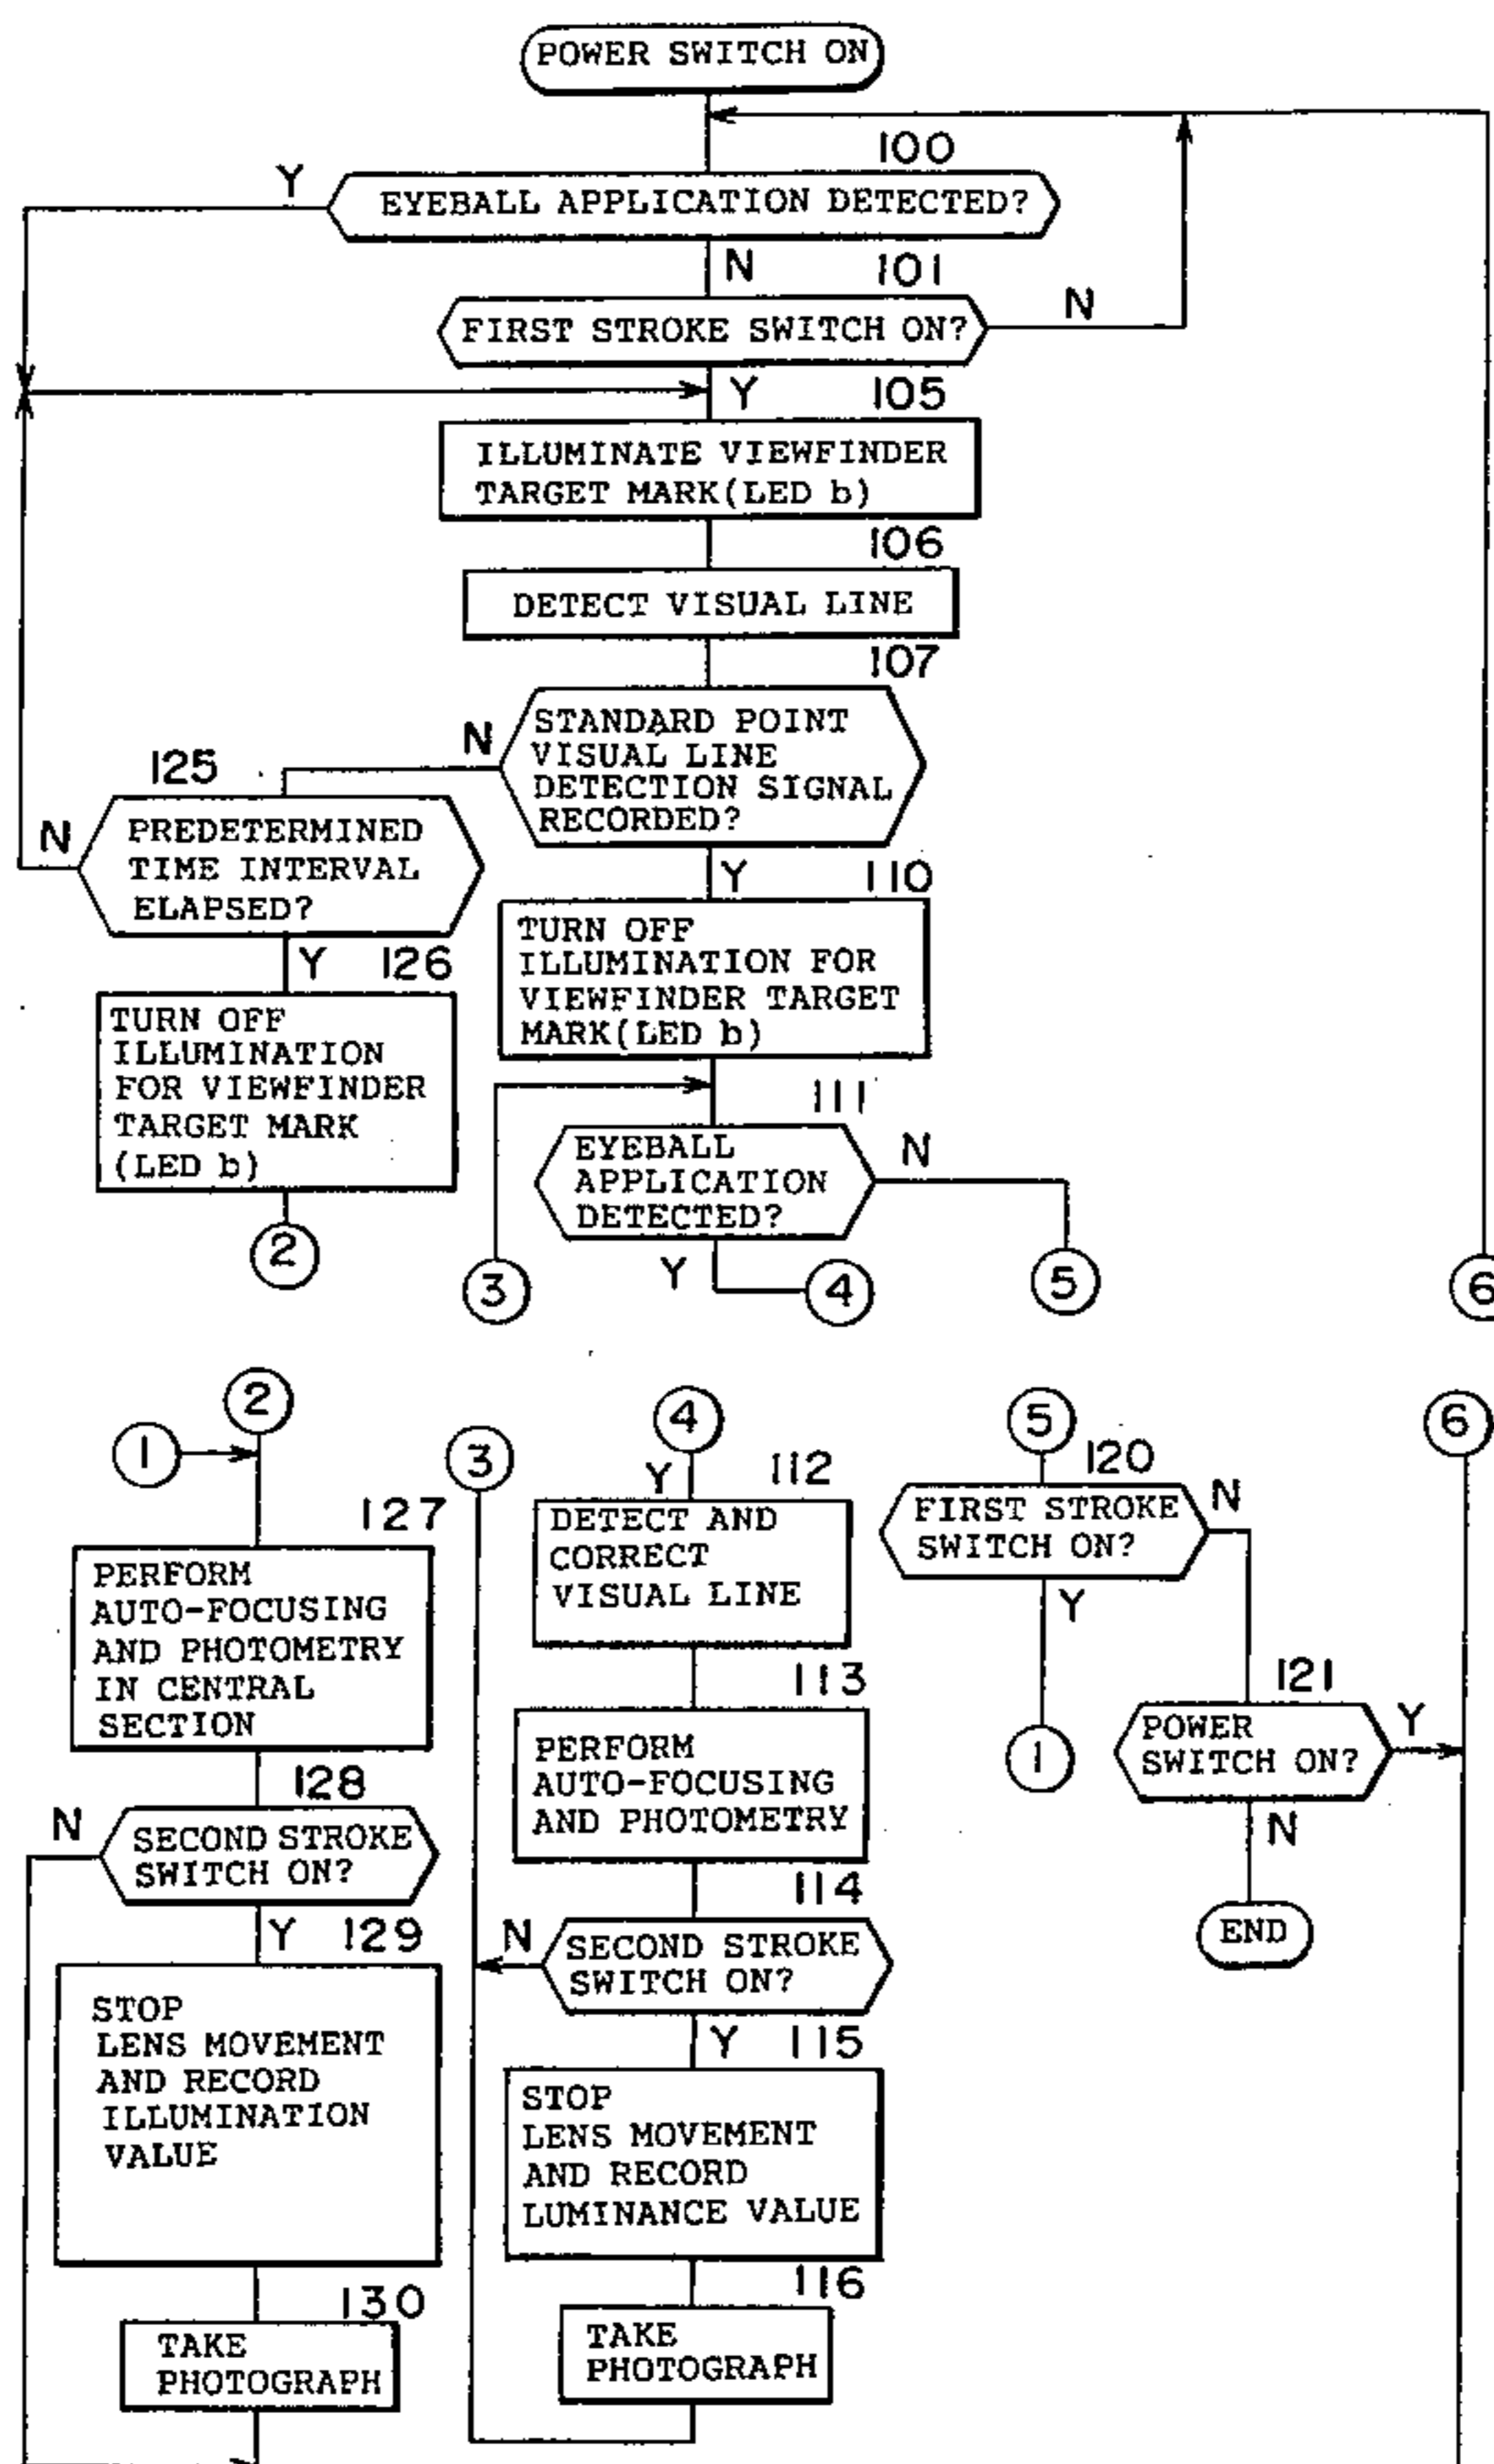 POWER SWITCH ON
100
Y
EYEBALL APPLICATION DETECTED?
N
101
FIRST STROKE SWITCH ON?
N
Y
105
ILLUMINATE VIEWFINDER
TARGET MARK(LED b)
106
DETECT VISUAL LINE
107
STANDARD POINT
VISUAL LINE
DETECTION SIGNAL
RECORDED?
N
125
PREDETERMINED
TIME INTERVAL
ELAPSED?
N
Y
126
TURN OFF
ILLUMINATION
FOR VIEWFINDER
TARGET MARK
(LED b)
2
Y
110
TURN OFF
ILLUMINATION FOR
VIEWFINDER TARGET
MARK(LED b)
111
EYEBALL
APPLICATION
DETECTED?
N
Y
3
4
5
6
2
1
127
PERFORM
AUTO-FOCUSING
AND PHOTOMETRY
IN CENTRAL
SECTION
128
N
SECOND STROKE
SWITCH ON?
Y
129
STOP
LENS MOVEMENT
AND RECORD
ILLUMINATION
VALUE
130
TAKE
PHOTOGRAPH
3
4
Y
112
DETECT AND
CORRECT
VISUAL LINE
113
PERFORM
AUTO-FOCUSING
AND PHOTOMETRY
114
N
SECOND STROKE
SWITCH ON?
Y
115
STOP
LENS MOVEMENT
AND RECORD
LUMINANCE VALUE
116
TAKE
PHOTOGRAPH
5
120
FIRST STROKE
SWITCH ON?
N
Y
1
121
POWER
SWITCH ON?
Y
N
END
6